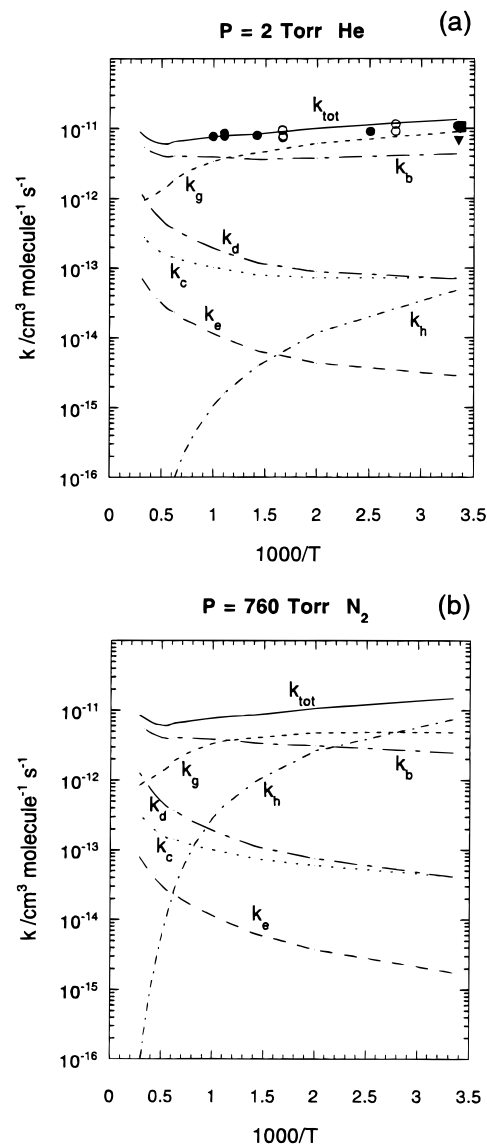 P = 2 Torr He
(a)
k_tot
k_g
k_b
k_d
k_c
k_e
k_h
k /cm³ molecule⁻¹ s⁻¹
10⁻¹¹
10⁻¹²
10⁻¹³
10⁻¹⁴
10⁻¹⁵
10⁻¹⁶
0 0.5 1 1.5 2 2.5 3 3.5
1000/T
P = 760 Torr N₂
(b)
k_tot
k_g
k_b
k_h
k_d
k_c
k_e
k /cm³ molecule⁻¹ s⁻¹
10⁻¹¹
10⁻¹²
10⁻¹³
10⁻¹⁴
10⁻¹⁵
10⁻¹⁶
0 0.5 1 1.5 2 2.5 3 3.5
1000/T